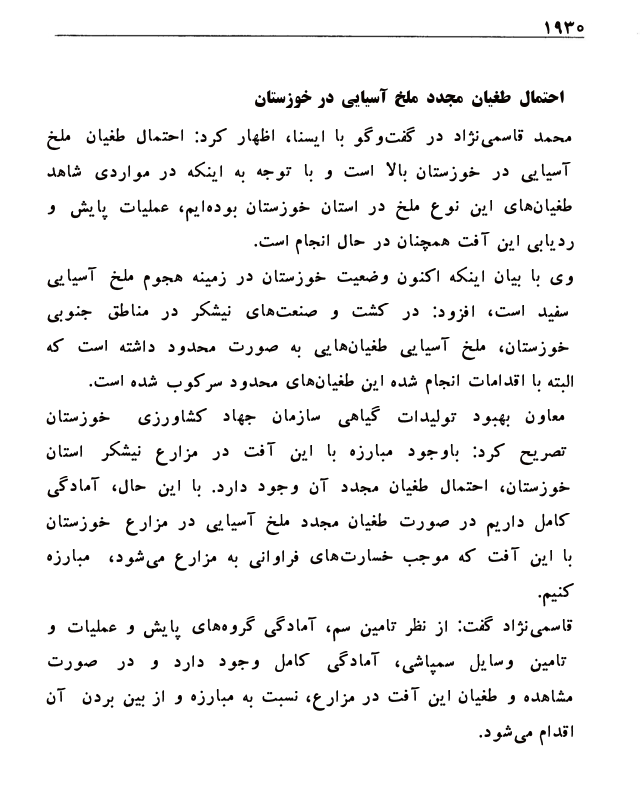 ۱۹۳۰
احتمال طغیان مجدد ملخ آسیایی در خوزستان
محمد قاسمی‌نژاد در گفت‌وگو با ایسنا، اظهار کرد: احتمال طغیان ملخ
آسیایی در خوزستان بالا است و با توجه به اینکه در مواردی شاهد
طغیان‌های این نوع ملخ در استان خوزستان بوده‌ایم، عملیات پایش و
ردیابی این آفت همچنان در حال انجام است.
وی با بیان اینکه اکنون وضعیت خوزستان در زمینه هجوم ملخ آسیایی
سفید است، افزود: در کشت و صنعت‌های نیشکر در مناطق جنوبی
خوزستان، ملخ آسیایی طغیان‌هایی به صورت محدود داشته است که
البته با اقدامات انجام شده این طغیان‌های محدود سرکوب شده است.
معاون بهبود تولیدات گیاهی سازمان جهاد کشاورزی خوزستان
تصریح کرد: باوجود مبارزه با این آفت در مزارع نیشکر استان
خوزستان، احتمال طغیان مجدد آن وجود دارد. با این حال، آمادگی
کامل داریم در صورت طغیان مجدد ملخ آسیایی در مزارع خوزستان
با این آفت که موجب خسارت‌های فراوانی به مزارع می‌شود، مبارزه
کنیم.
قاسمی‌نژاد گفت: از نظر تامین سم، آمادگی گروه‌های پایش و عملیات و
تامین وسایل سمپاشی، آمادگی کامل وجود دارد و در صورت
مشاهده و طغیان این آفت در مزارع، نسبت به مبارزه و از بین بردن آن
اقدام می‌شود.